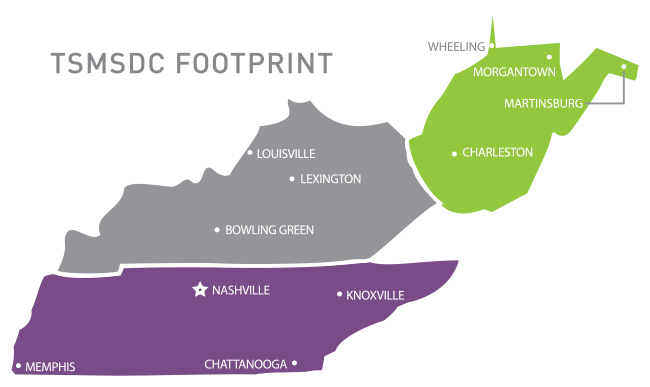 TSMSDC FOOTPRINT
WHEELING
MORGANTOWN
MARTINSBURG
CHARLESTON
LOUISVILLE
LEXINGTON
BOWLING GREEN
NASHVILLE
KNOXVILLE
MEMPHIS
CHATTANOOGA